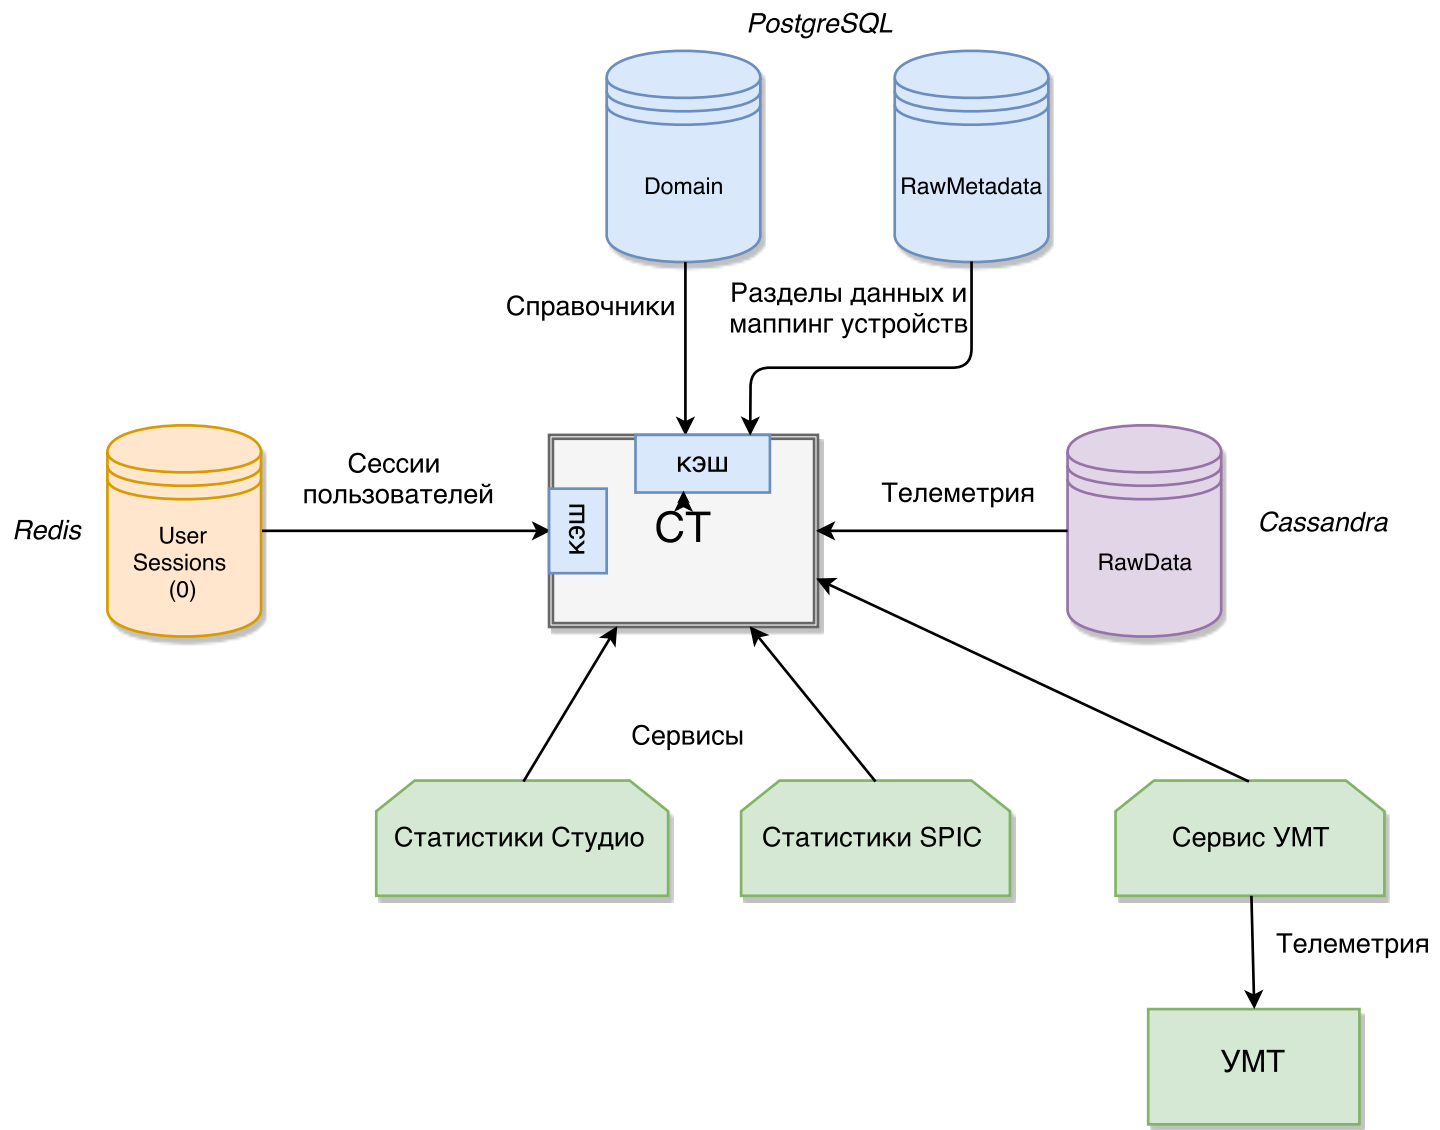 PostgreSQL
Domain
RawMetadata
Справочники
Разделы данных и
маппинг устройств
Сессии
пользователей
кэш
Телеметрия
кэш
СТ
Redis
User
Sessions
(0)
RawData
Cassandra
Сервисы
Статистики Студио
Статистики SPIC
Сервис УМТ
Телеметрия
УМТ